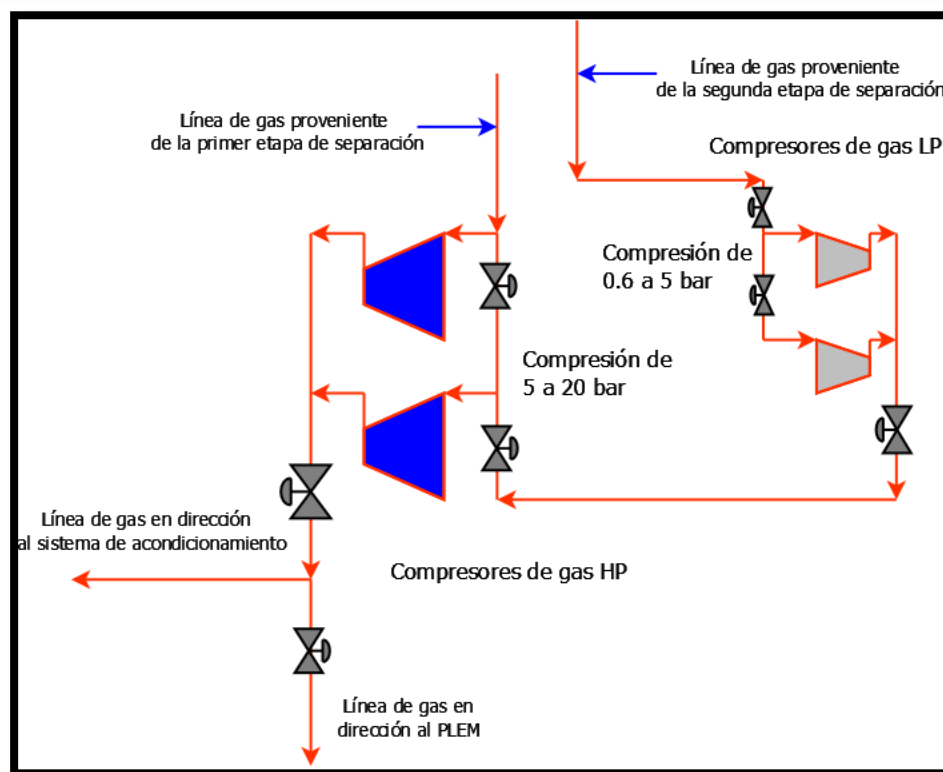 Línea de gas proveniente
de la segunda etapa de separación
Línea de gas proveniente
de la primer etapa de separación
Compresores de gas LP
Compresión de
0.6 a 5 bar
Compresión de
5 a 20 bar
Línea de gas en dirección
al sistema de acondicionamiento
Compresores de gas HP
Línea de gas en
dirección al PLEM